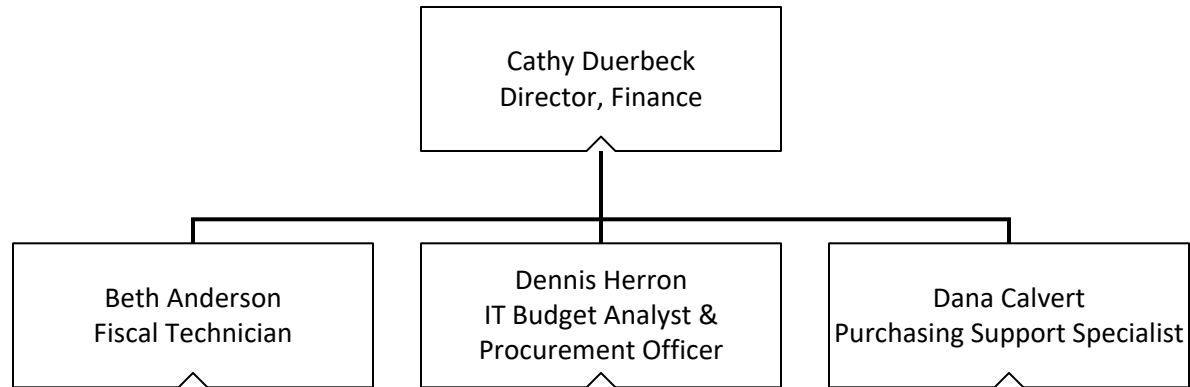 Cathy Duerbeck
Director, Finance
Beth Anderson
Fiscal Technician
Dennis Herron
IT Budget Analyst &
Procurement Officer
Dana Calvert
Purchasing Support Specialist